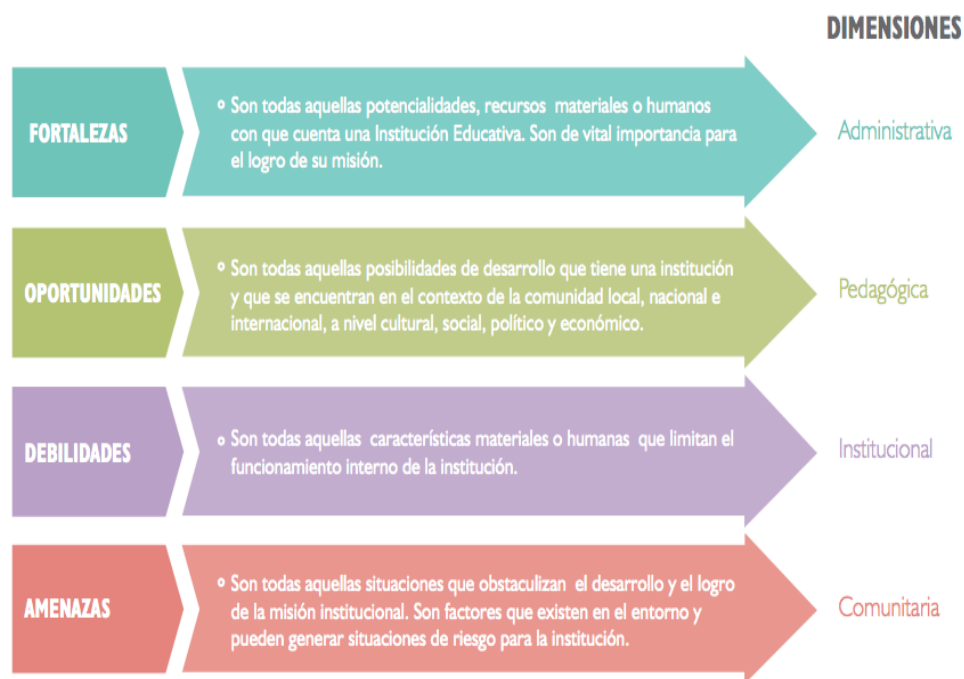 DIMENSIONES
FORTALEZAS
° Son todas aquellas potencialidades, recursos materiales o humanos
con que cuenta una Institución Educativa. Son de vital importancia para
el logro de su misión.
Administrativa
OPORTUNIDADES
° Son todas aquellas posibilidades de desarrollo que tiene una institución
y que se encuentran en el contexto de la comunidad local, nacional e
internacional, a nivel cultural, social, político y económico.
Pedagógica
DEBILIDADES
° Son todas aquellas características materiales o humanas que limitan el
funcionamiento interno de la institución.
Institucional
AMENAZAS
° Son todas aquellas situaciones que obstaculizan el desarrollo y el logro
de la misión institucional. Son factores que existen en el entorno y
pueden generar situaciones de riesgo para la institución.
Comunitaria